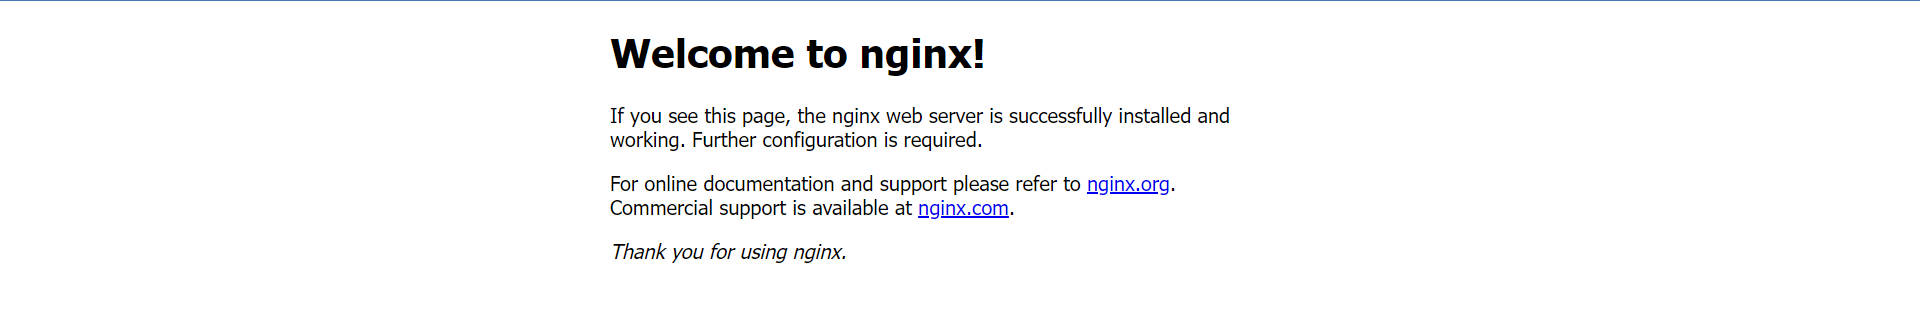 Welcome to nginx!
If you see this page, the nginx web server is successfully installed and
working. Further configuration is required.
For online documentation and support please refer to nginx.org.
Commercial support is available at nginx.com.
Thank you for using nginx.